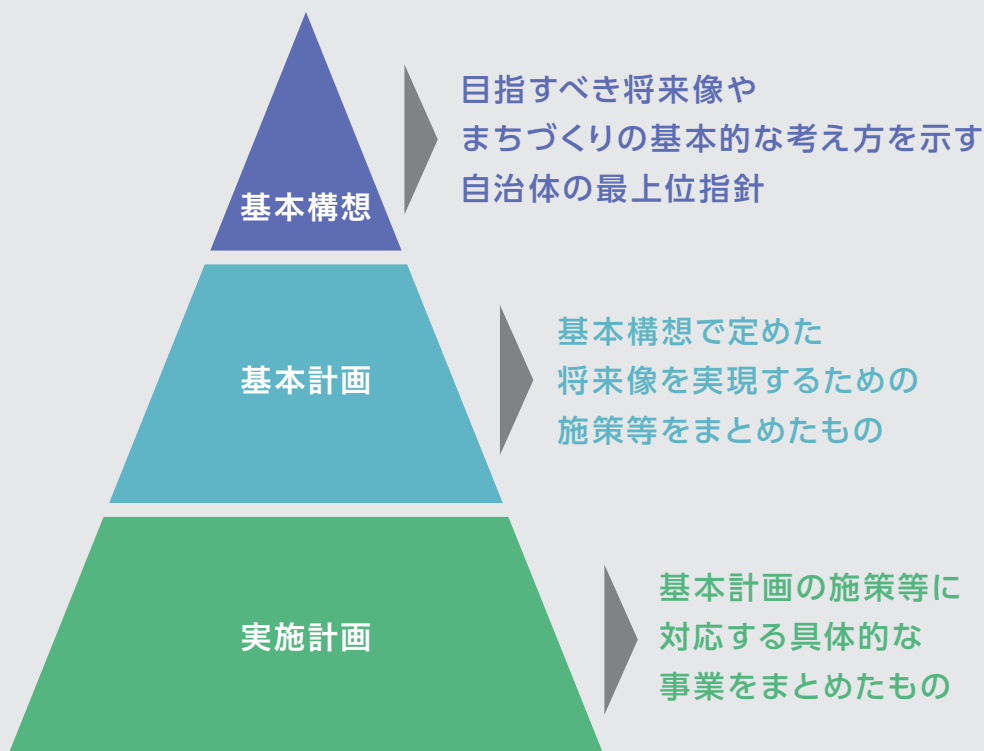 基本構想
目指すべき将来像や
まちづくりの基本的な考え方を示す
自治体の最上位指針
基本計画
基本構想で定めた
将来像を実現するための
施策等をまとめたもの
実施計画
基本計画の施策等に
対応する具体的な
事業をまとめたもの